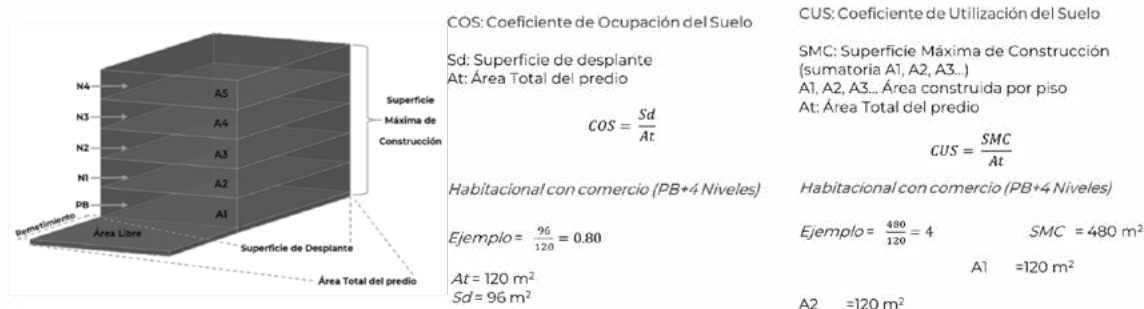 N4
N3
N2
N1
PB
A5
A4
A3
A2
A1
Superficie
Máxima de
Construcción
Remetimiento
Área Libre
Superficie de Desplante
Área Total del predio
COS: Coeficiente de Ocupación del Suelo
Sd: Superficie de desplante
At: Área Total del predio
COS = Sd/At
Habitacional con comercio (PB+4 Niveles)
Ejemplo = 96/120 = 0.80
At = 120 m²
Sd = 96 m²
CUS: Coeficiente de Utilización del Suelo
SMC: Superficie Máxima de Construcción
(sumatoria A1, A2, A3...)
A1, A2, A3... Área construida por piso
At: Área Total del predio
CUS = SMC/At
Habitacional con comercio (PB+4 Niveles)
Ejemplo = 480/120 = 4 SMC = 480 m²
A1 =120 m²
A2 =120 m²